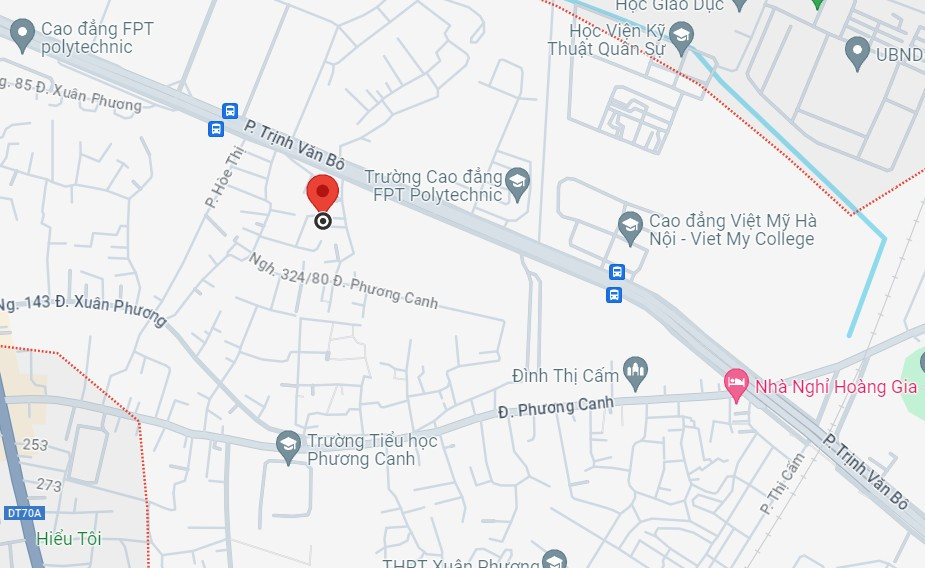 Học Giáo Dục
Cao đẳng FPT
polytechnic
Học Viện Kỹ
Thuật Quân Sự
UBND
ng. 85 Đ. Xuân Phương
P. Trịnh Văn Bô
P. Hòe Thị
Trường Cao đẳng
FPT Polytechnic
Cao đẳng Việt Mỹ Hà
Nội - Viet My College
Ngh. 324/80 Đ. Phương Canh
Ng. 143 Đ. Xuân Phương
Đình Thị Cấm
Nhà Nghỉ Hoàng Gia
Đ. Phương Canh
Trường Tiểu học
Phương Canh
P. Trịnh Văn Bô
P. Thị Cấm
253
273
DT70A
Hiểu Tôi
THPT Xuân Phương